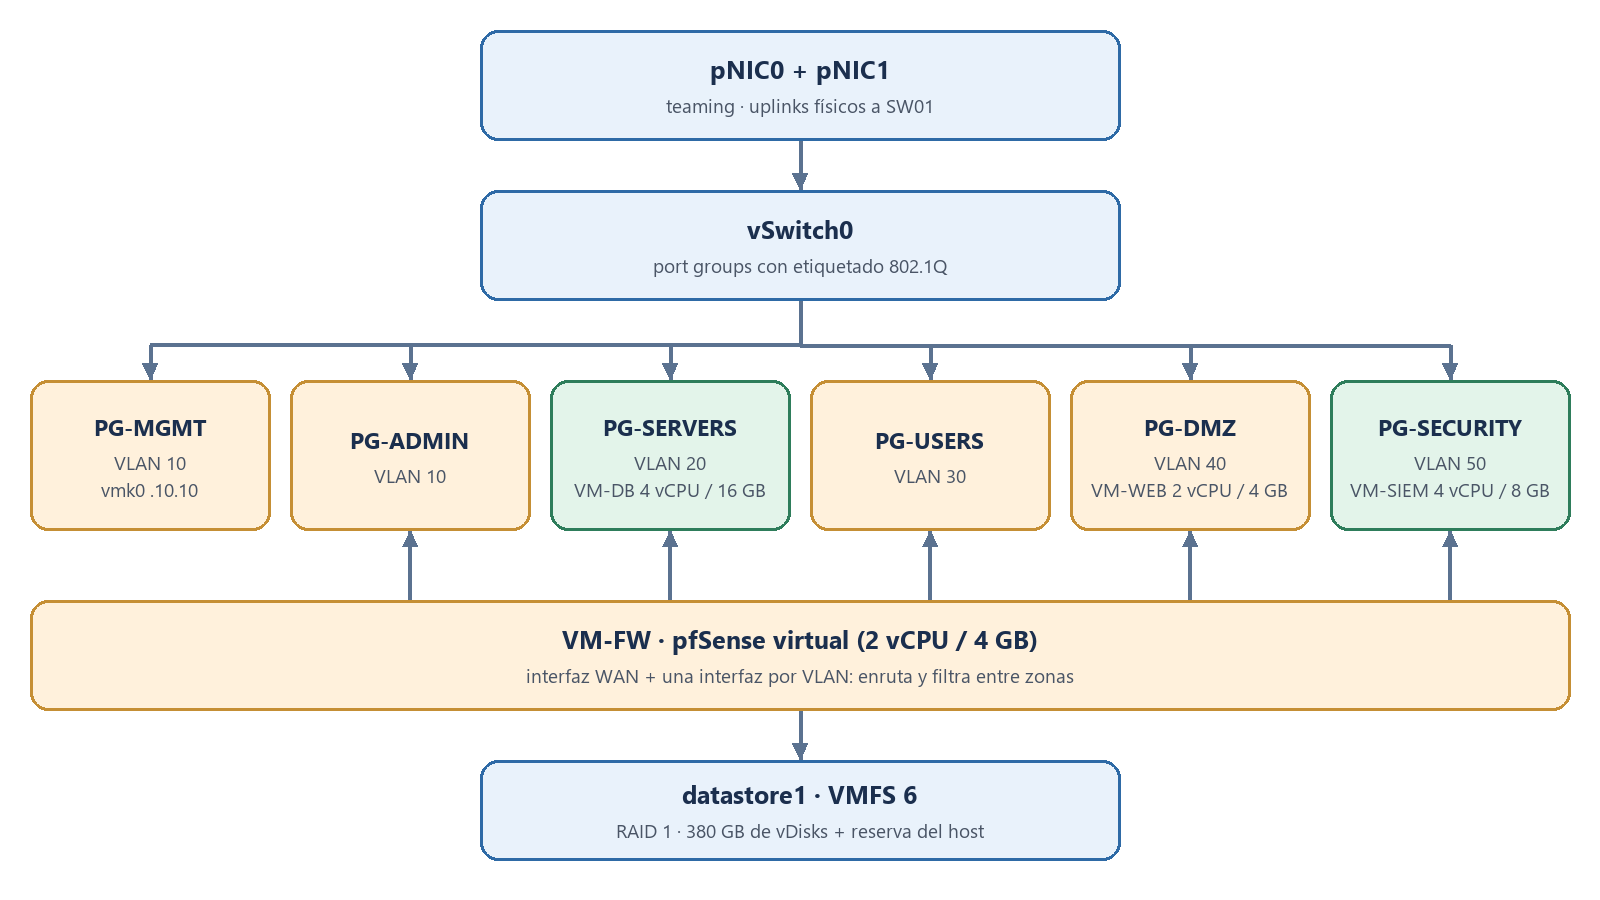 pNIC0 + pNIC1
teaming · uplinks físicos a SW01
vSwitch0
port groups con etiquetado 802.1Q
PG-MGMT
VLAN 10
vmk0 .10.10
PG-ADMIN
VLAN 10
PG-SERVERS
VLAN 20
VM-DB 4 vCPU / 16 GB
PG-USERS
VLAN 30
PG-DMZ
VLAN 40
VM-WEB 2 vCPU / 4 GB
PG-SECURITY
VLAN 50
VM-SIEM 4 vCPU / 8 GB
VM-FW · pfSense virtual (2 vCPU / 4 GB)
interfaz WAN + una interfaz por VLAN: enruta y filtra entre zonas
datastore1 · VMFS 6
RAID 1 · 380 GB de vDisks + reserva del host